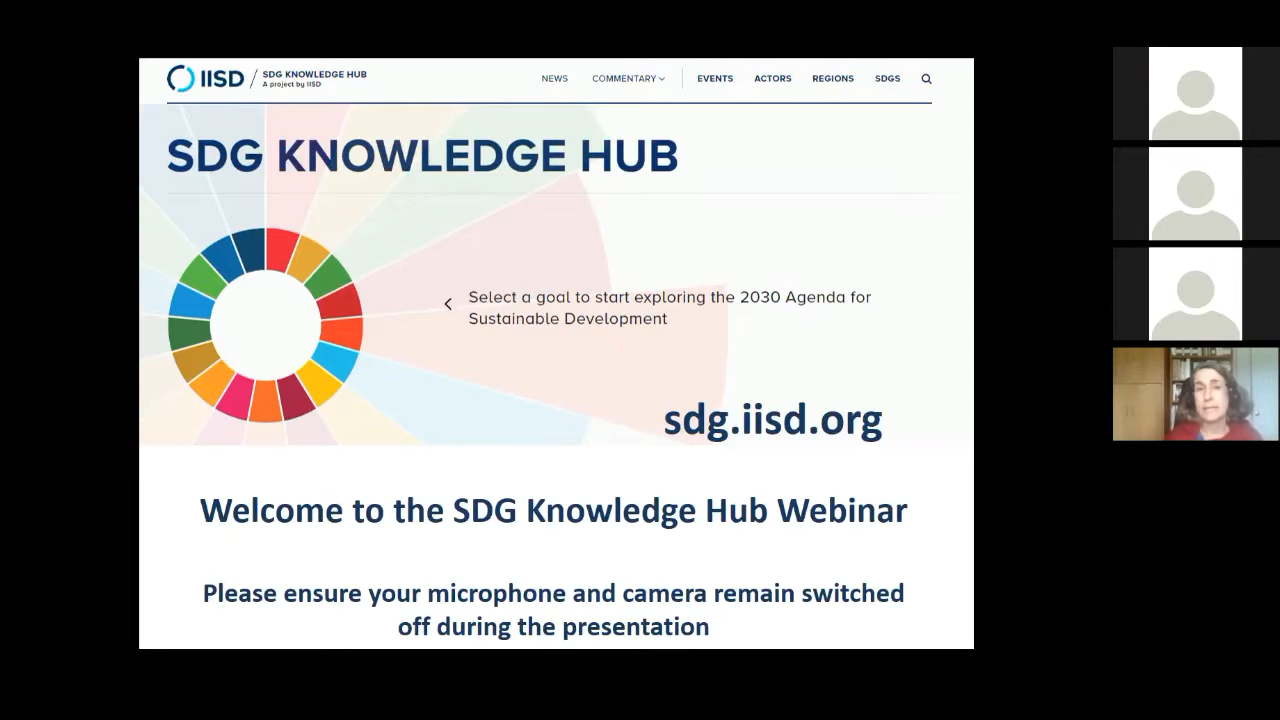 IISD / SDG KNOWLEDGE HUB
A project by IISD
NEWS COMMENTARY EVENTS ACTORS REGIONS SDGS
SDG KNOWLEDGE HUB
Select a goal to start exploring the 2030 Agenda for
Sustainable Development
sdg.iisd.org
Welcome to the SDG Knowledge Hub Webinar
Please ensure your microphone and camera remain switched
off during the presentation